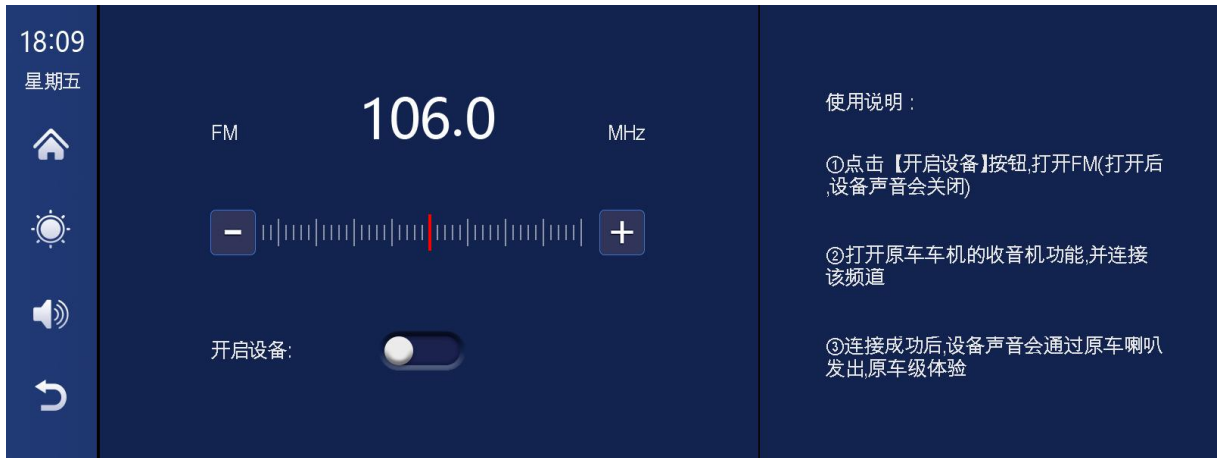 18:09
星期五
FM
106.0
MHz
开启设备:
使用说明:
①点击【开启设备】按钮,打开FM(打开后
,设备声音会关闭)
②打开原车车机的收音机功能,并连接
该频道
③连接成功后,设备声音会通过原车喇叭
发出,原车级体验